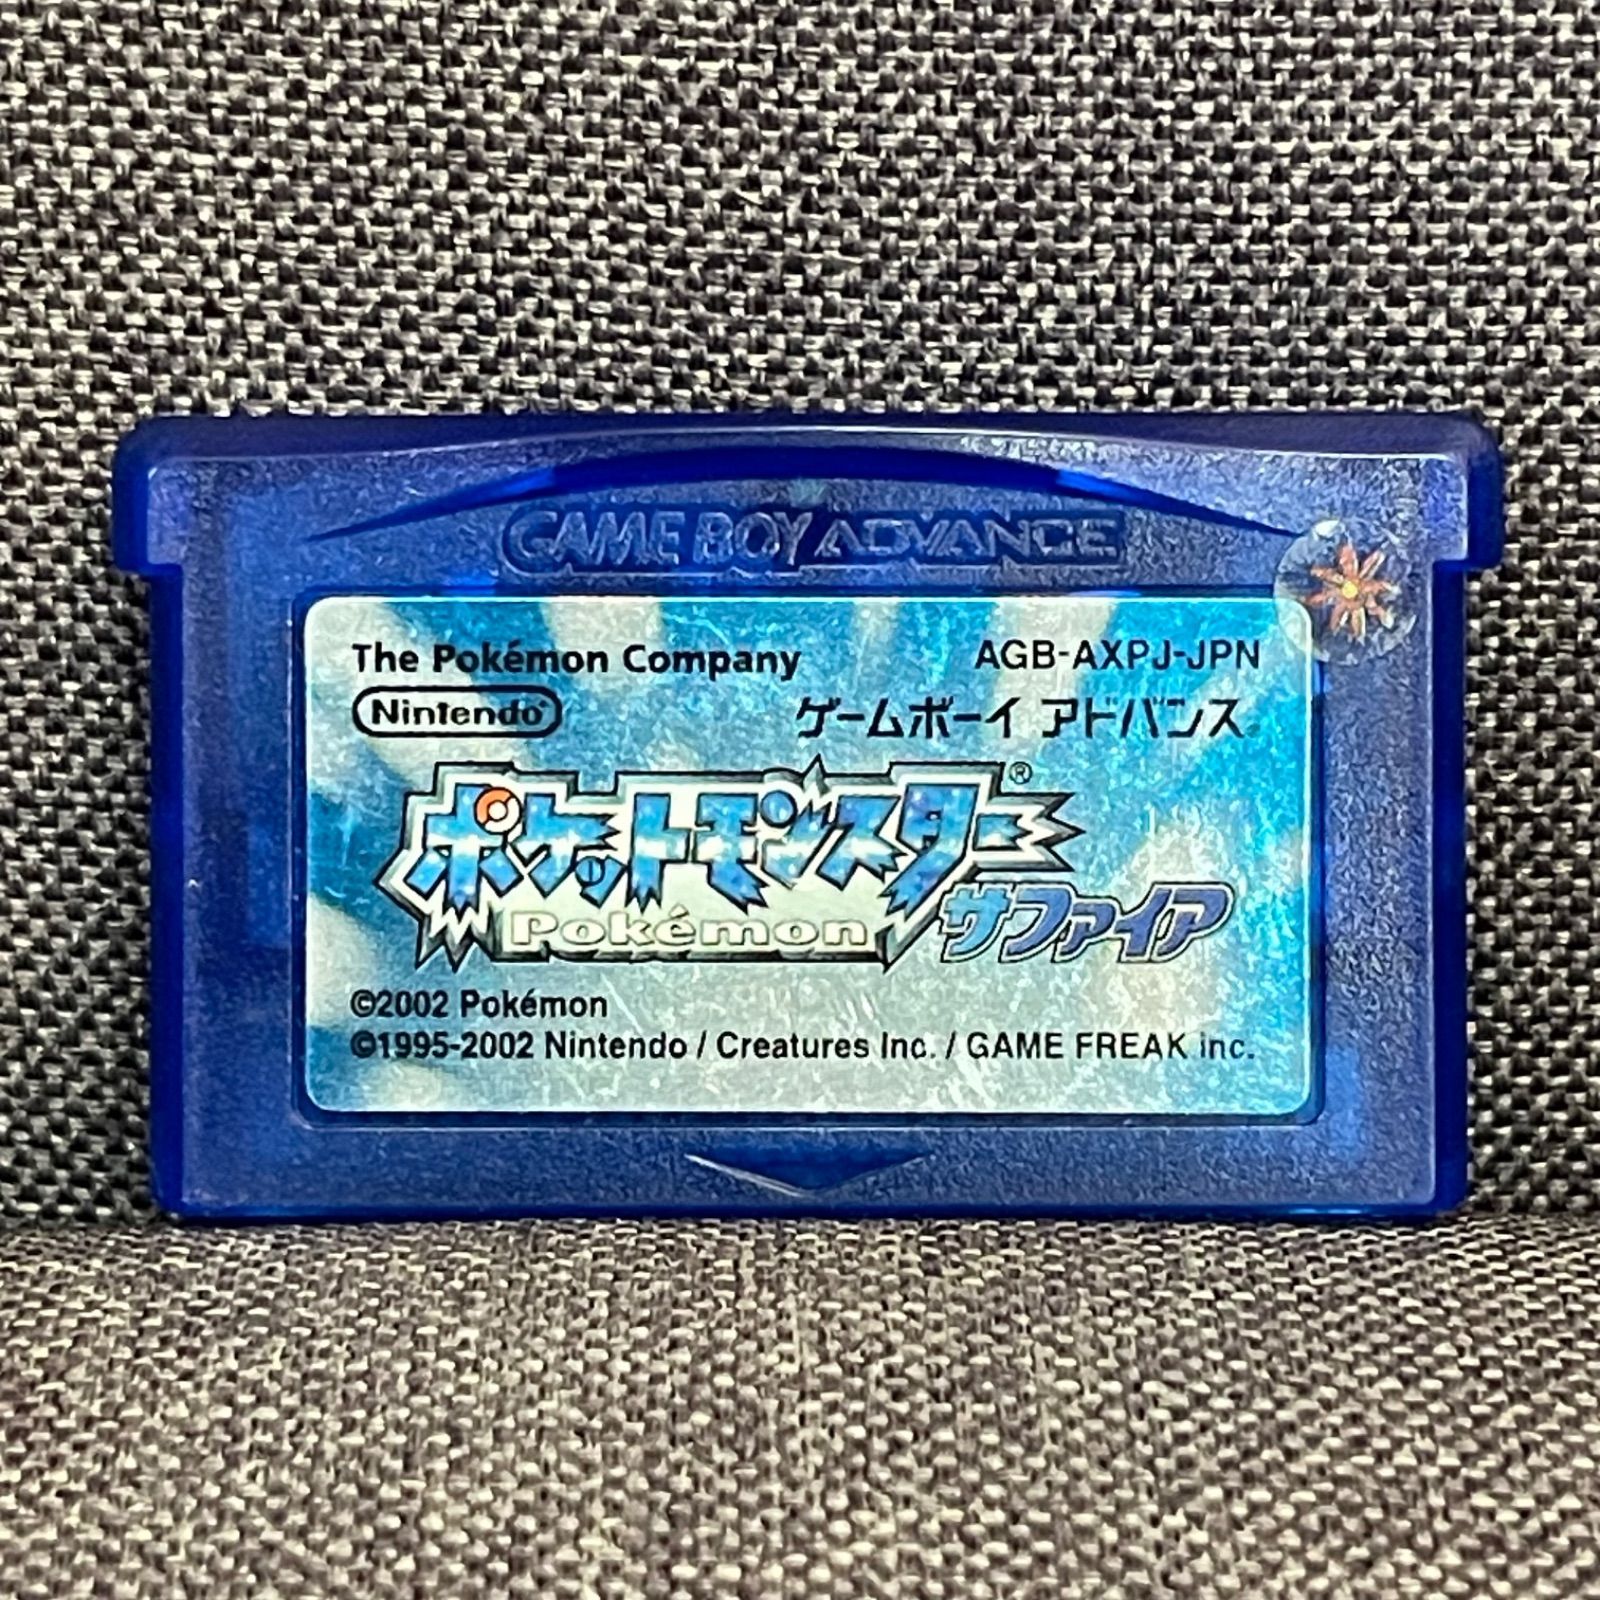 GAME BOY ADVANCE
The Pokémon Company
AGB-AXPJ-JPN
Nintendo®
ゲームボーイ アドバンス®
ポケットモンスター®
Pokémon
サファイア
©2002 Pokémon
©1995-2002 Nintendo / Creatures Inc. / GAME FREAK inc.